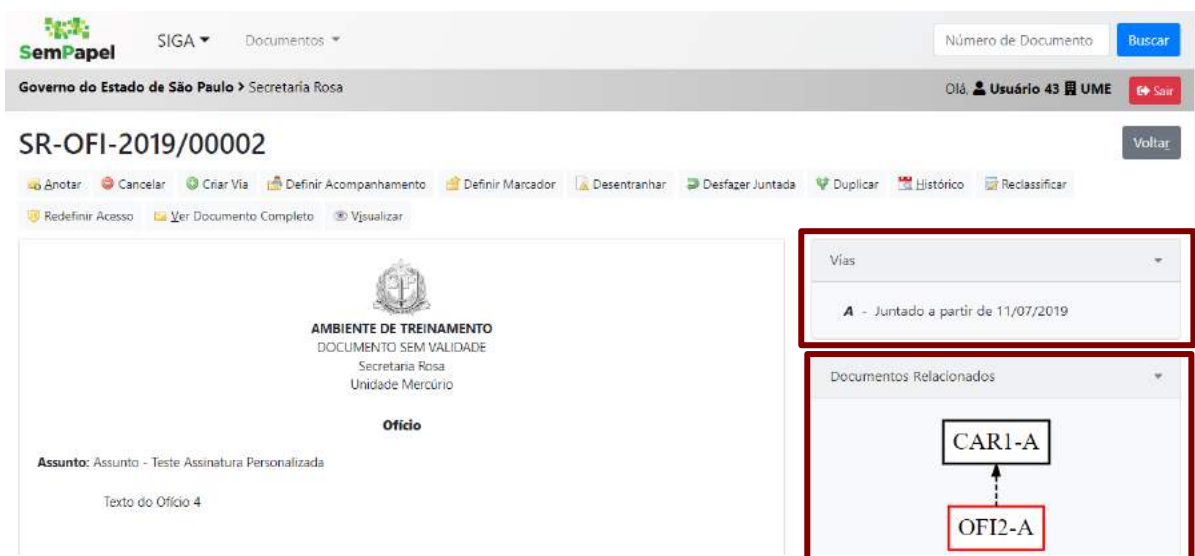 SemPapel
SIGA
Documentos
Número de Documento
Buscar
Governo do Estado de São Paulo > Secretaria Rosa
Olá, Usuário 43 UME
Sair
SR-OFI-2019/00002
Voltar
Anotar Cancelar Criar Via Definir Acompanhamento Definir Marcador Desentranhar Desfazer Juntada Duplicar Histórico Reclassificar
Redefinir Acesso Ver Documento Completo Visualizar
AMBIENTE DE TREINAMENTO
DOCUMENTO SEM VALIDADE
Secretaria Rosa
Unidade Mercúrio
Ofício
Assunto: Assunto - Teste Assinatura Personalizada
Texto do Ofício 4
Vias
A - Juntado a partir de 11/07/2019
Documentos Relacionados
CAR1-A
OFI2-A